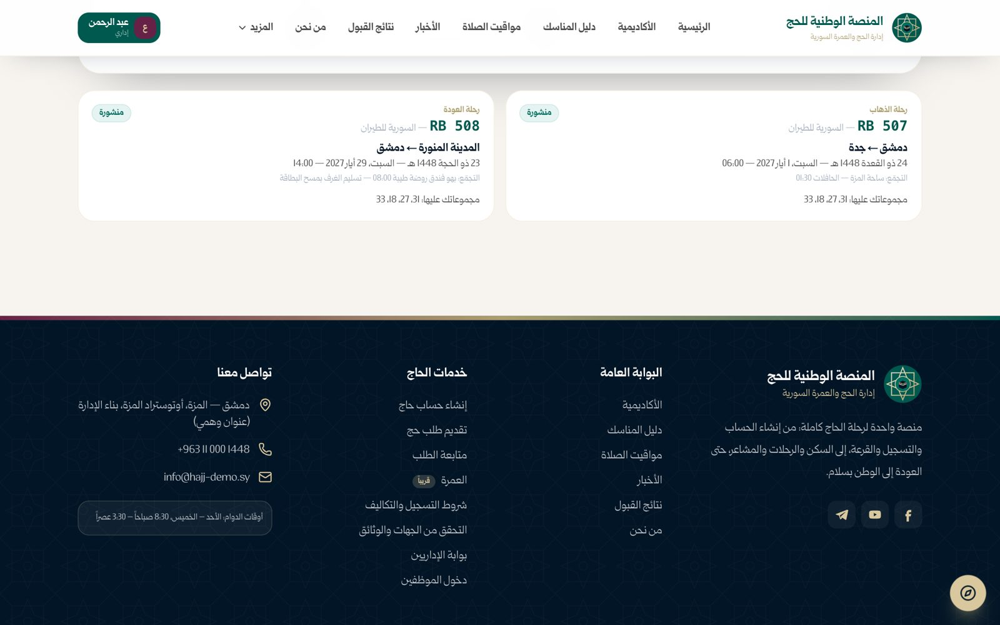 المنصة الوطنية للحج
إدارة الحج والعمرة السورية
الرئيسية
الأكاديمية
دليل المناسك
مواقيت الصلاة
الأخبار
نتائج القبول
من نحن
المزيد
ع
عبد الرحمن
إداري
رحلة الذهاب
منشورة
RB 507 — السورية للطيران
دمشق ← جدة
24 ذو القعدة 1448 هـ — السبت، 1 أيار 2027 — 06:00
التجمّع: ساحة المزة — الحافلات 01:30
مجموعاتك عليها: 31، 27، 18، 33
رحلة العودة
منشورة
RB 508 — السورية للطيران
المدينة المنورة ← دمشق
23 ذو الحجة 1448 هـ — السبت، 29 أيار 2027 — 14:00
التجمّع: بهو فندق روضة طيبة 08:00 — تسليم الغرف بمسح البطاقة
مجموعاتك عليها: 31، 27، 18، 33
المنصة الوطنية للحج
إدارة الحج والعمرة السورية
منصة واحدة لرحلة الحاج كاملة: من إنشاء الحساب
والتسجيل والقرعة، إلى السكن والرحلات والمشاعر، حتى
العودة إلى الوطن بسلام.
البوابة العامة
الأكاديمية
دليل المناسك
مواقيت الصلاة
الأخبار
نتائج القبول
من نحن
خدمات الحاج
إنشاء حساب حاج
تقديم طلب حج
متابعة الطلب
العمرة قريباً
شروط التسجيل والتكاليف
التحقق من الجهات والوثائق
بوابة الإداريين
دخول الموظفين
تواصل معنا
دمشق — المزة، أوتوستراد المزة، بناء الإدارة
(عنوان وهمي)
+963 11 000 1448
info@hajj-demo.sy
أوقات الدوام: الأحد – الخميس، 8:30 صباحاً – 3:30 عصراً